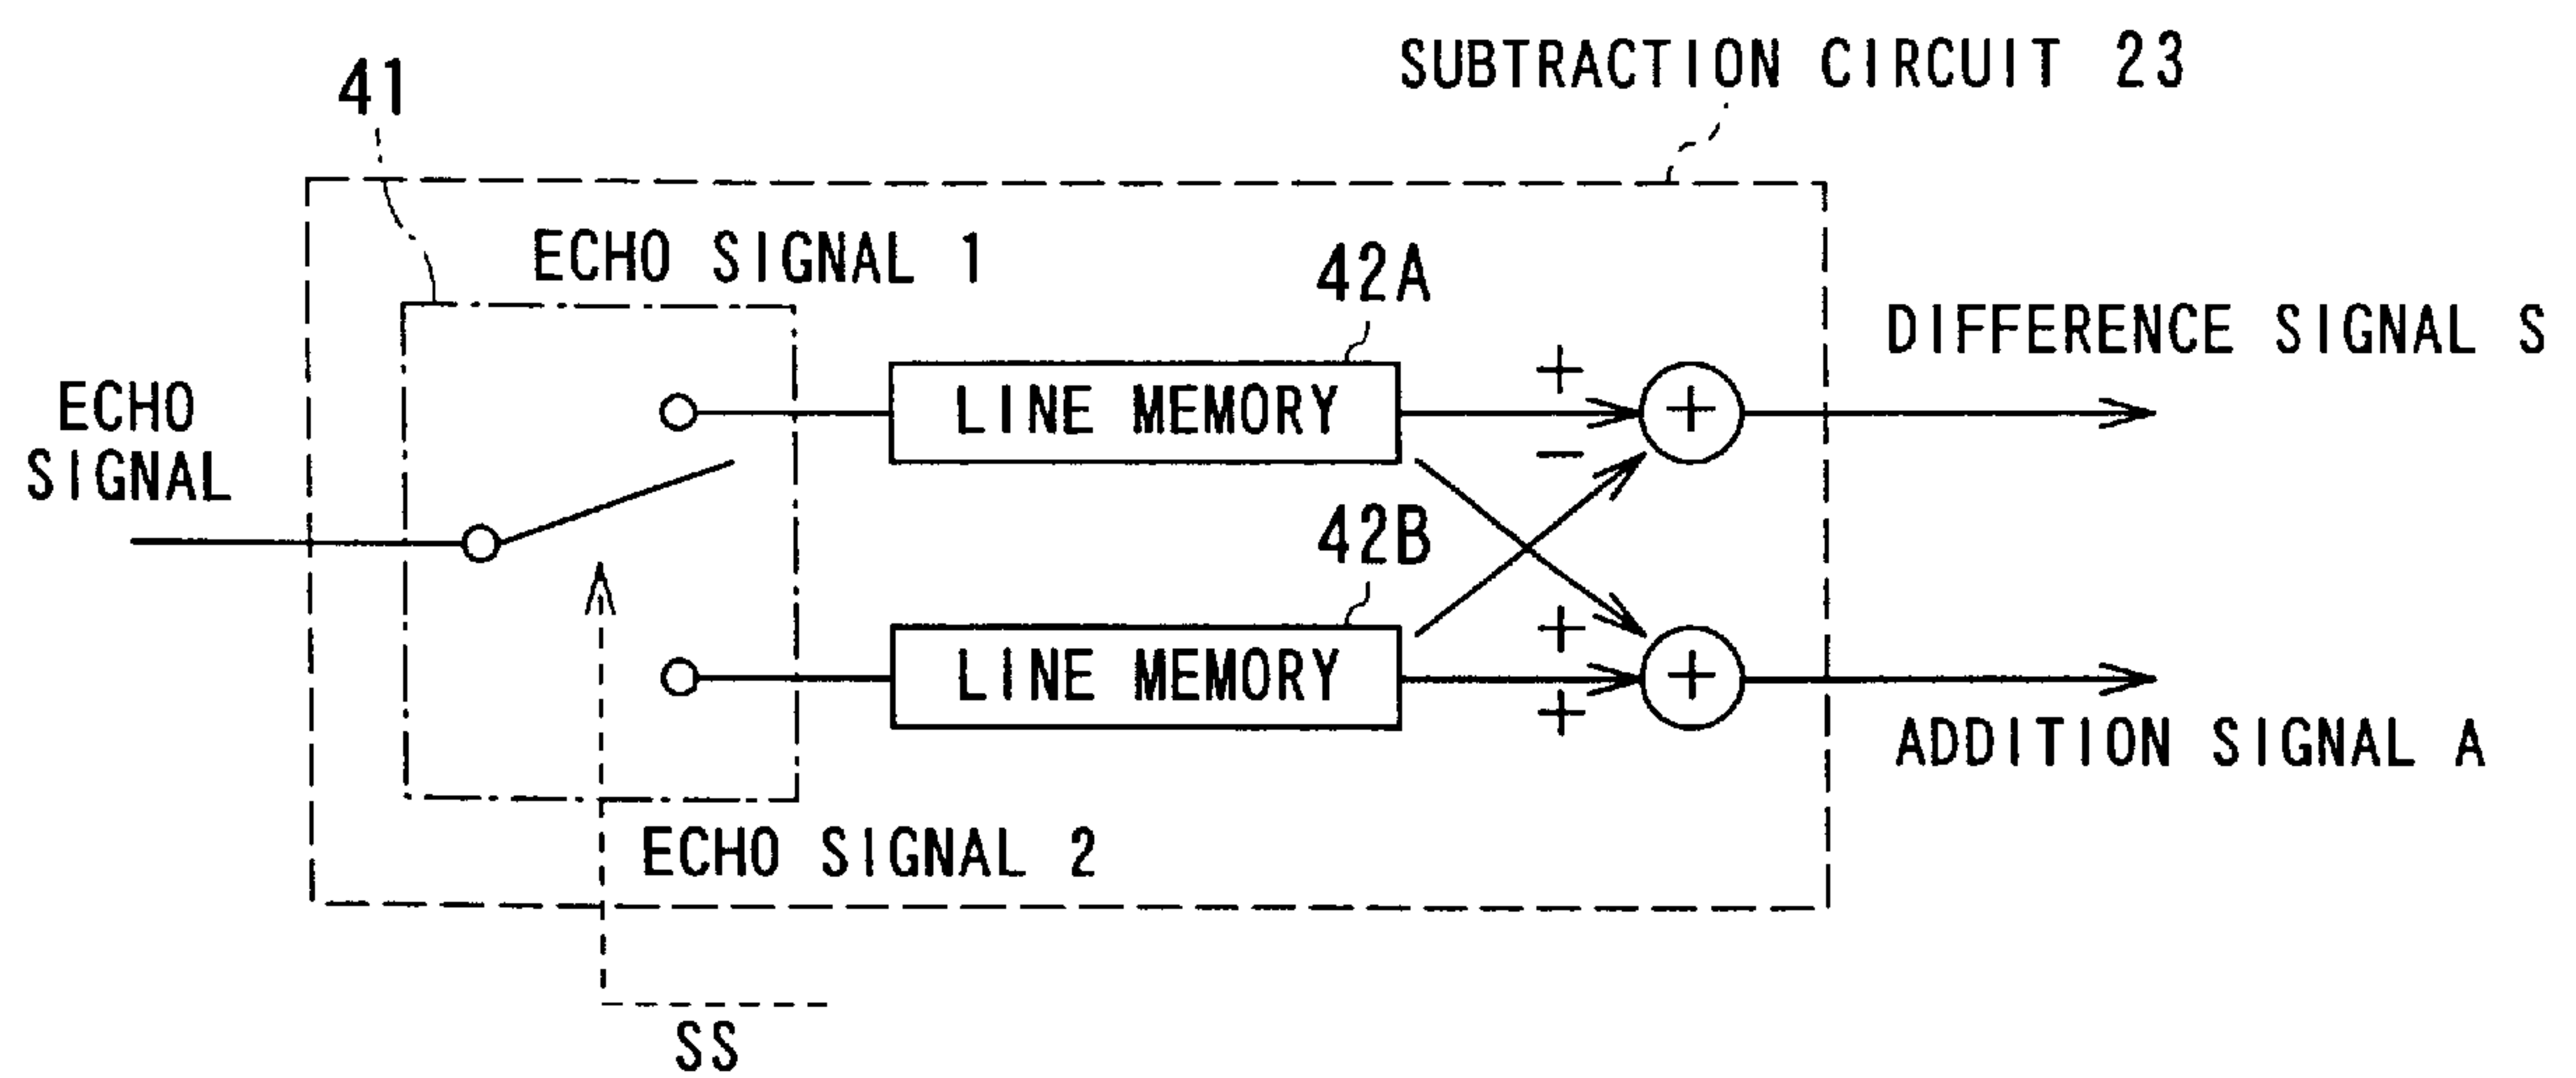 SUBTRACTION CIRCUIT 23
41
ECHO SIGNAL 1
42A
DIFFERENCE SIGNAL S
ECHO
SIGNAL
LINE MEMORY
+
−
+
42B
LINE MEMORY
+
+
+
ADDITION SIGNAL A
ECHO SIGNAL 2
SS